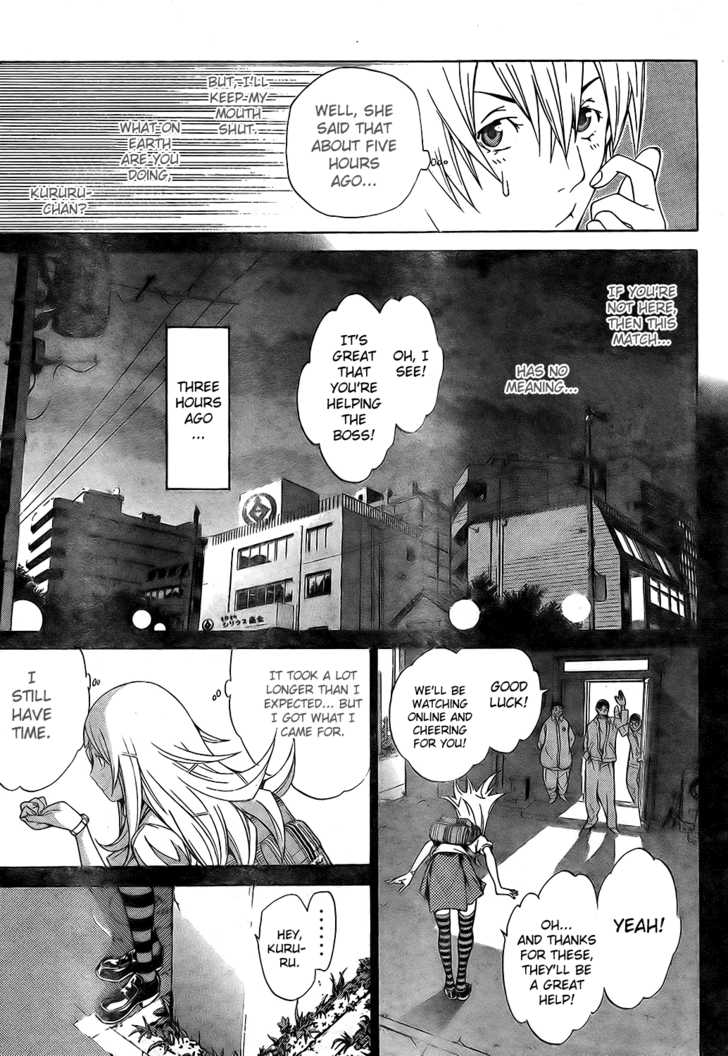 WELL, SHE
SAID THAT
ABOUT FIVE
HOURS
AGO...
BUT, I'LL
KEEP MY
MOUTH
SHUT.
WHAT ON
EARTH
ARE YOU
DOING,
KURURU-
CHAN?
IF YOU'RE
NOT HERE,
THEN THIS
MATCH...
HAS NO
MEANING...
OH, I
SEE!
IT'S
GREAT
THAT
YOU'RE
HELPING
THE
BOSS!
THREE
HOURS
AGO
...
シリウス
GOOD
LUCK!
WE'LL BE
WATCHING
ONLINE AND
CHEERING
FOR YOU!
YEAH!
OH...
AND THANKS
FOR THESE,
THEY'LL BE
A GREAT
HELP!
IT TOOK A LOT
LONGER THAN I
EXPECTED... BUT
I GOT WHAT I
CAME FOR.
I
STILL
HAVE
TIME.
........
HEY,
KURU-
RU.